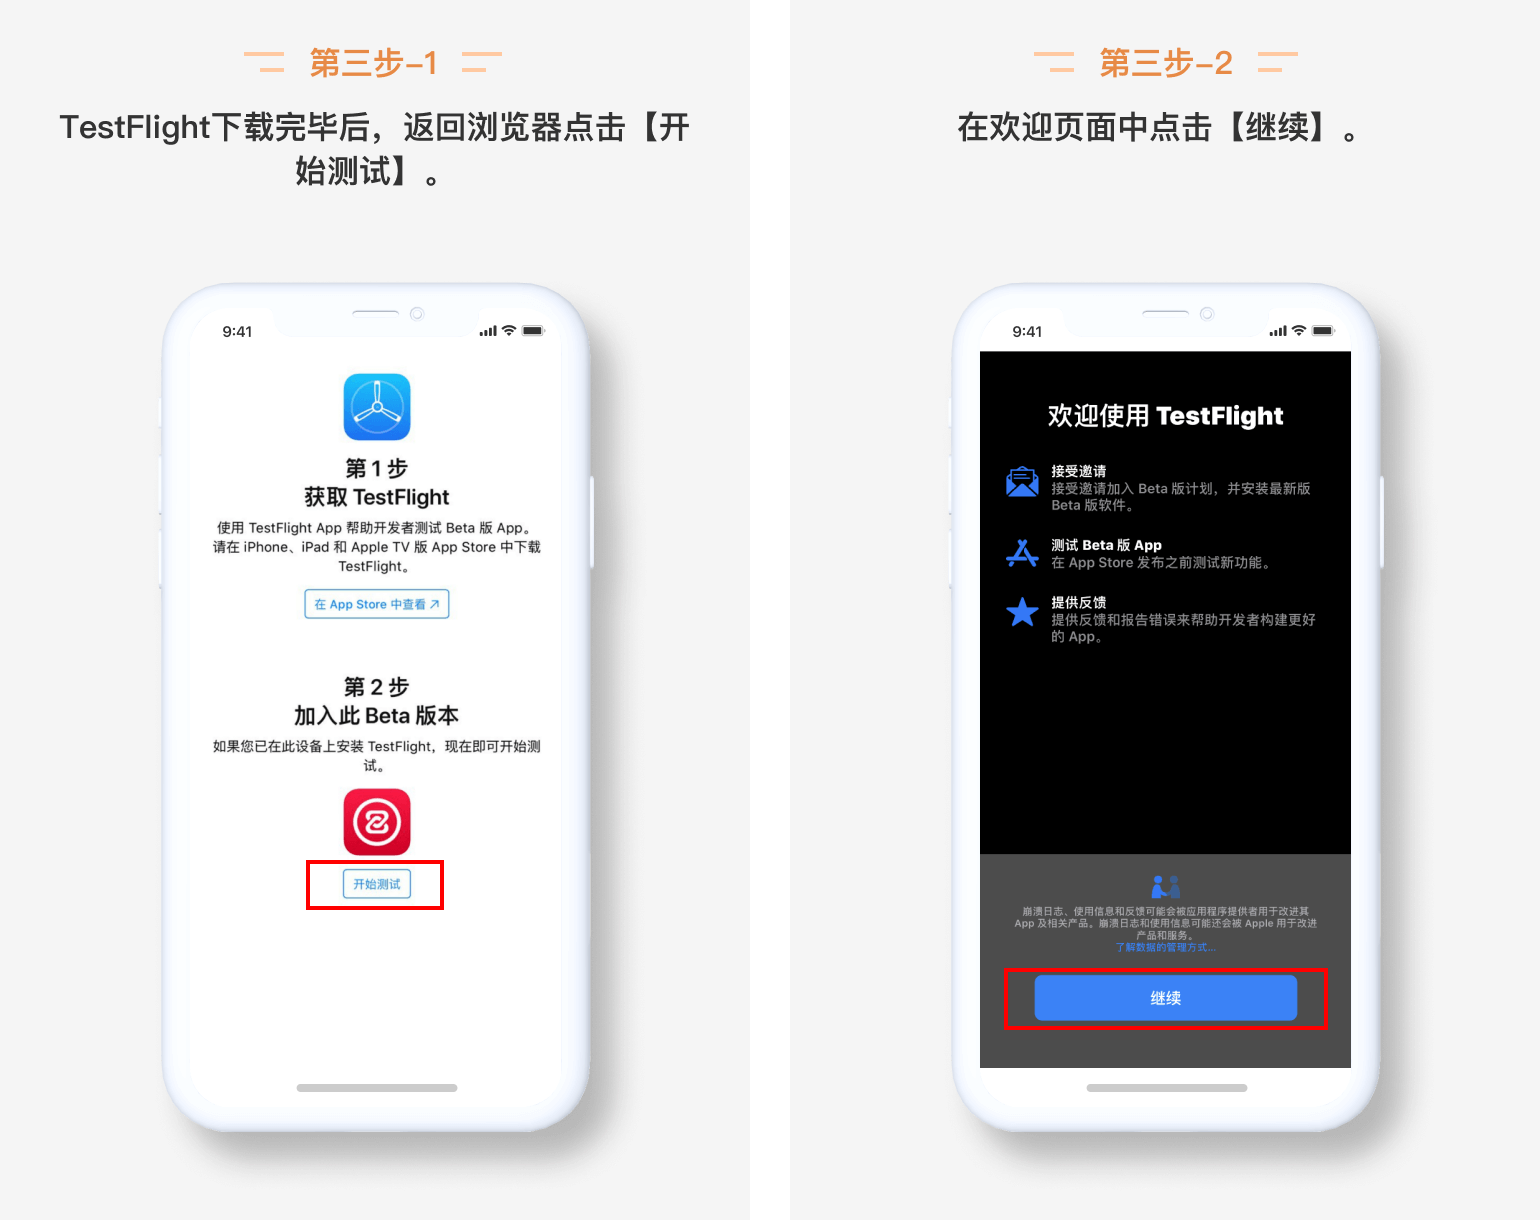 第三步-1
TestFlight下载完毕后，返回浏览器点击【开
始测试】。
9:41
第 1 步
获取 TestFlight
使用 TestFlight App 帮助开发者测试 Beta 版 App。
请在 iPhone、iPad 和 Apple TV 版 App Store 中下载
TestFlight。
在 App Store 中查看↗
第 2 步
加入此 Beta 版本
如果您已在此设备上安装 TestFlight，现在即可开始测
试。
开始测试
第三步-2
在欢迎页面中点击【继续】。
9:41
欢迎使用 TestFlight
接受邀请
接受邀请加入 Beta 版计划，并安装最新版
Beta 版软件。
测试 Beta 版 App
在 App Store 发布之前测试新功能。
提供反馈
提供反馈和报告错误来帮助开发者构建更好
的 App。
崩溃日志、使用信息和反馈可能会被应用程序提供者用于改进其
App 及相关产品。崩溃日志和使用信息可能还会被 Apple 用于改进
产品和服务。
了解数据的管理方式...
继续